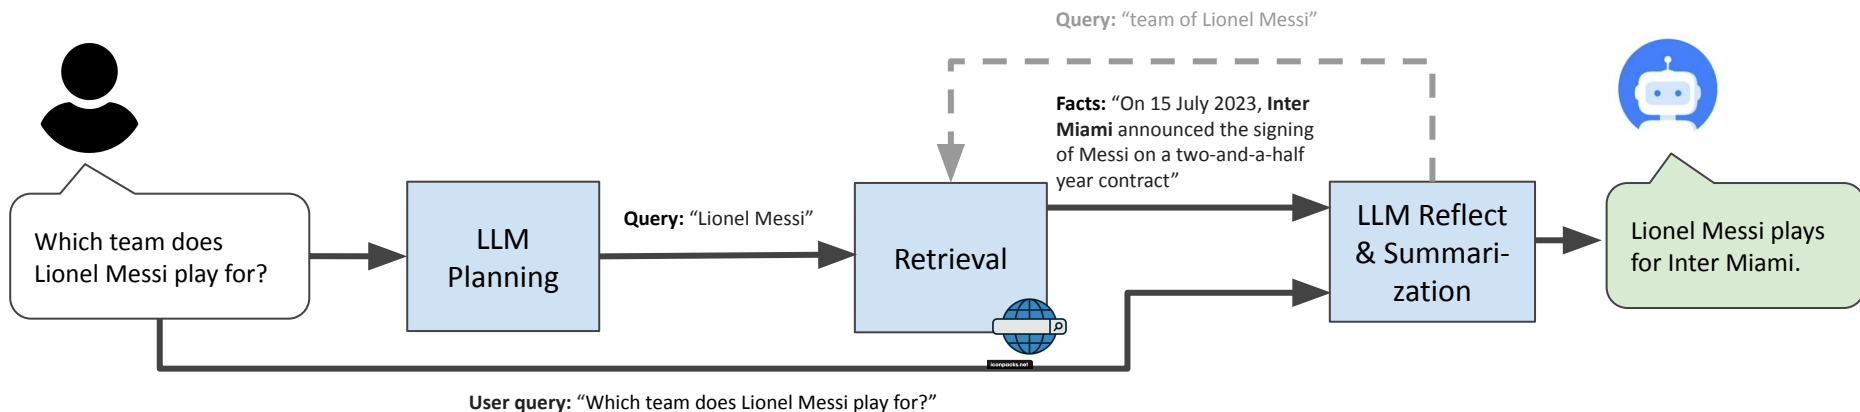 Query: “team of Lionel Messi”
Facts: “On 15 July 2023, Inter
Miami announced the signing
of Messi on a two-and-a-half
year contract”
Which team does
Lionel Messi play for?
LLM
Planning
Query: “Lionel Messi”
Retrieval
iconpacks.net
LLM Reflect
& Summari-
zation
Lionel Messi plays
for Inter Miami.
User query: “Which team does Lionel Messi play for?”